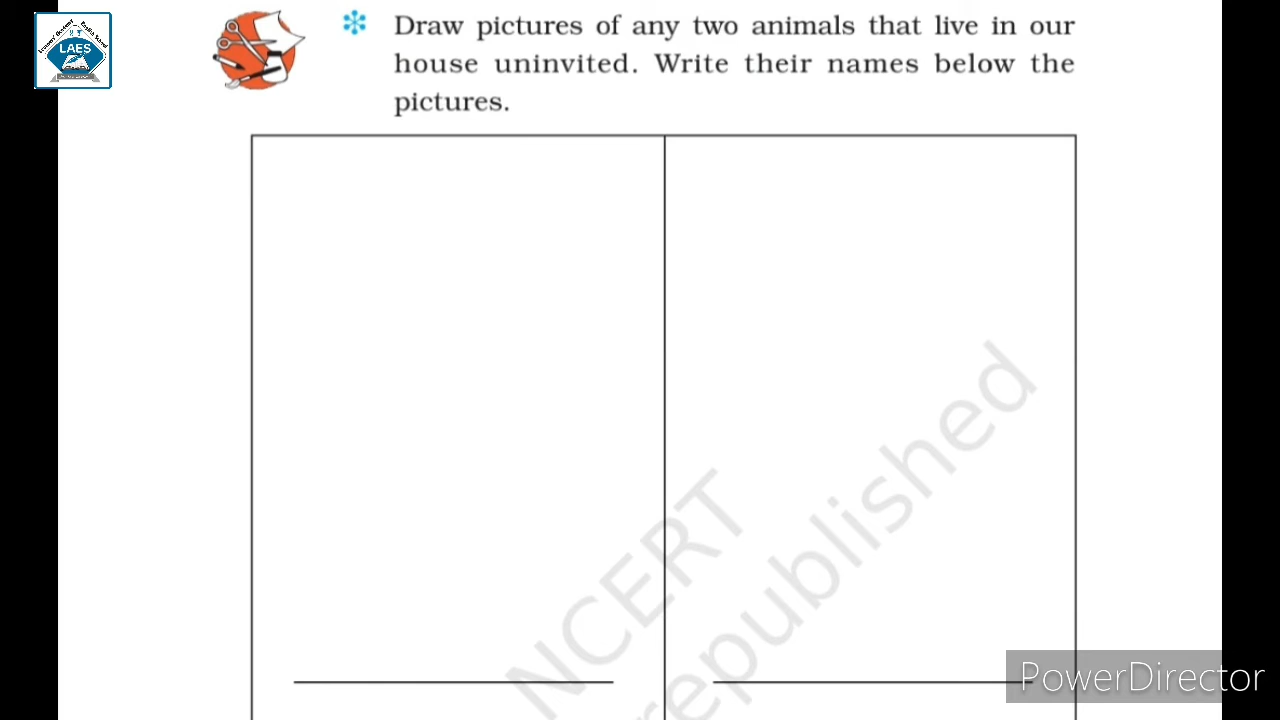 LAES
Draw pictures of any two animals that live in our
house uninvited. Write their names below the
pictures.
NCERT
republished
PowerDirector